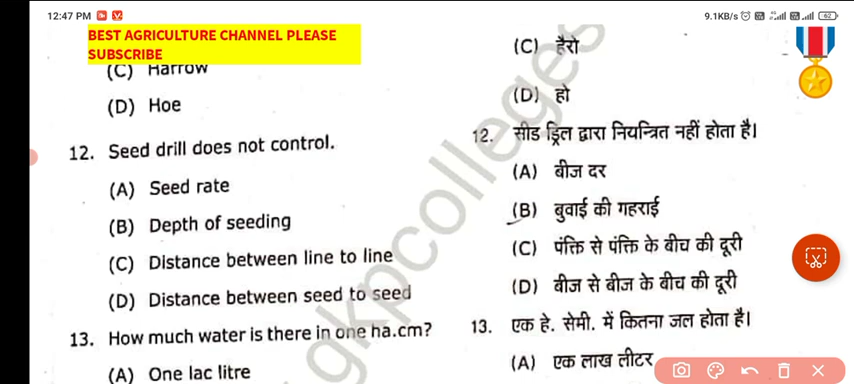 12:47 PM
9.1KB/s
62
BEST AGRICULTURE CHANNEL PLEASE
SUBSCRIBE
(C) Harrow
(D) Hoe
12. Seed drill does not control.
(A) Seed rate
(B) Depth of seeding
(C) Distance between line to line
(D) Distance between seed to seed
13. How much water is there in one ha.cm?
(A) One lac litre
(C) हैरो
(D) हो
12. सीड ड्रिल द्वारा नियन्त्रित नहीं होता है।
(A) बीज दर
(B) बुवाई की गहराई
(C) पंक्ति से पंक्ति के बीच की दूरी
(D) बीज से बीज के बीच की दूरी
13. एक हे. सेमी. में कितना जल होता है।
(A) एक लाख लीटर
gkpcolleges